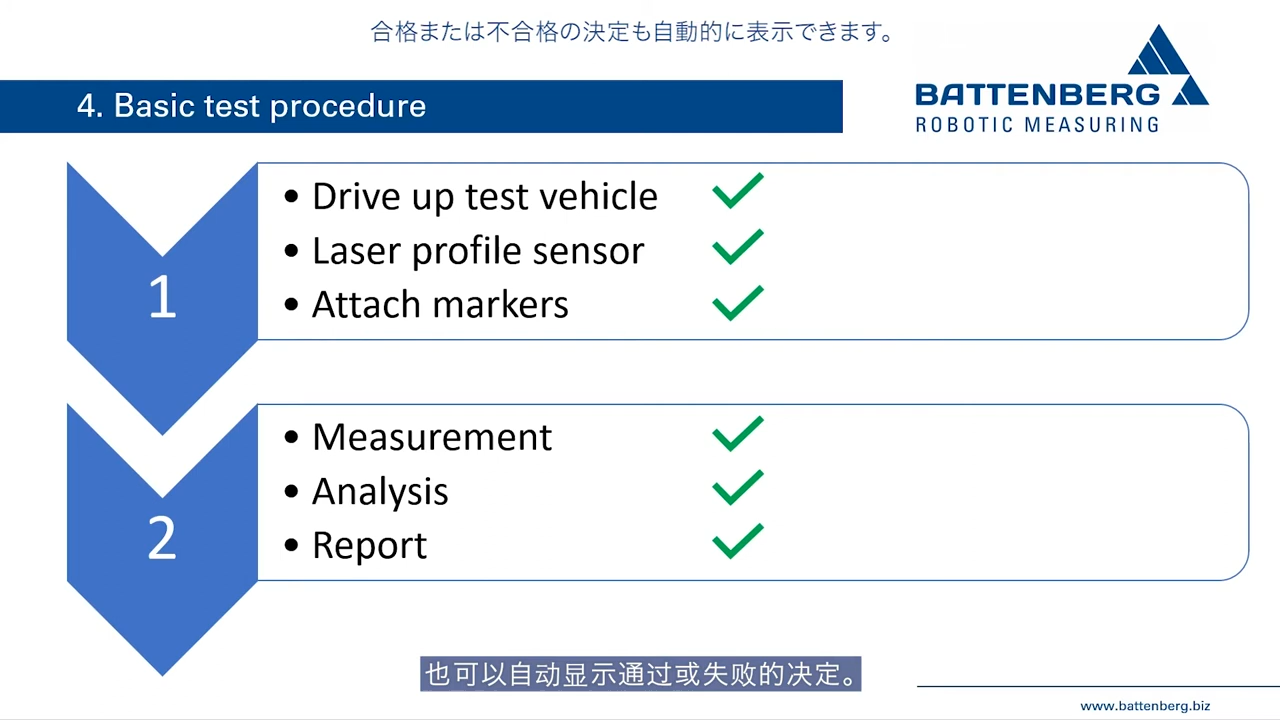 合格または不合格の決定も自動的に表示できます。
4. Basic test procedure
BATTENBERG
ROBOTIC MEASURING
1
• Drive up test vehicle
• Laser profile sensor
• Attach markers
2
• Measurement
• Analysis
• Report
也可以自动显示通过或失败的决定。
www.battenberg.biz